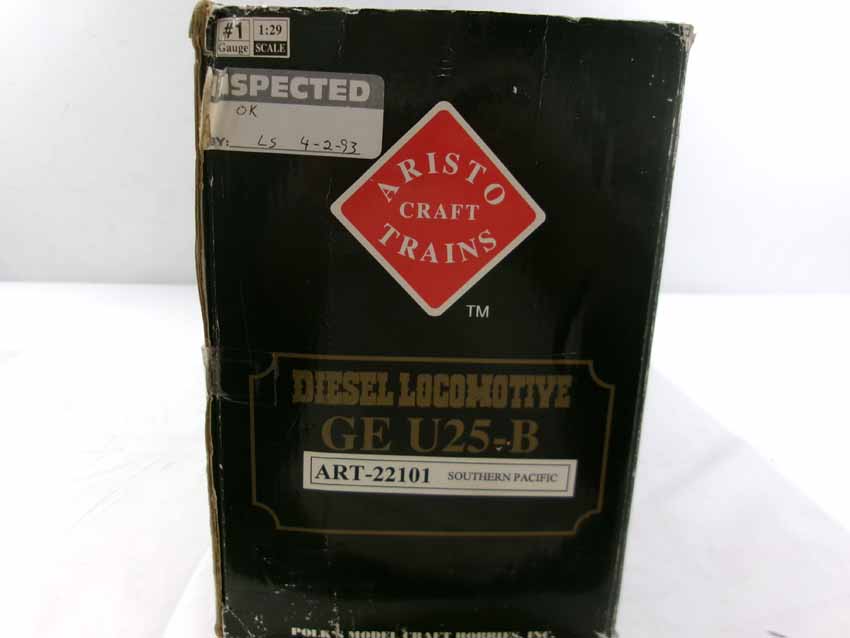 #1
Gauge
1:29
SCALE
NSPECTED
OK
BY: LS 4-2-93
ARISTO
CRAFT
TRAINS
TM
DIESEL LOCOMOTIVE
GE U25-B
ART-22101 SOUTHERN PACIFIC
POLK'S MODEL CRAFT HOBBIES, INC.